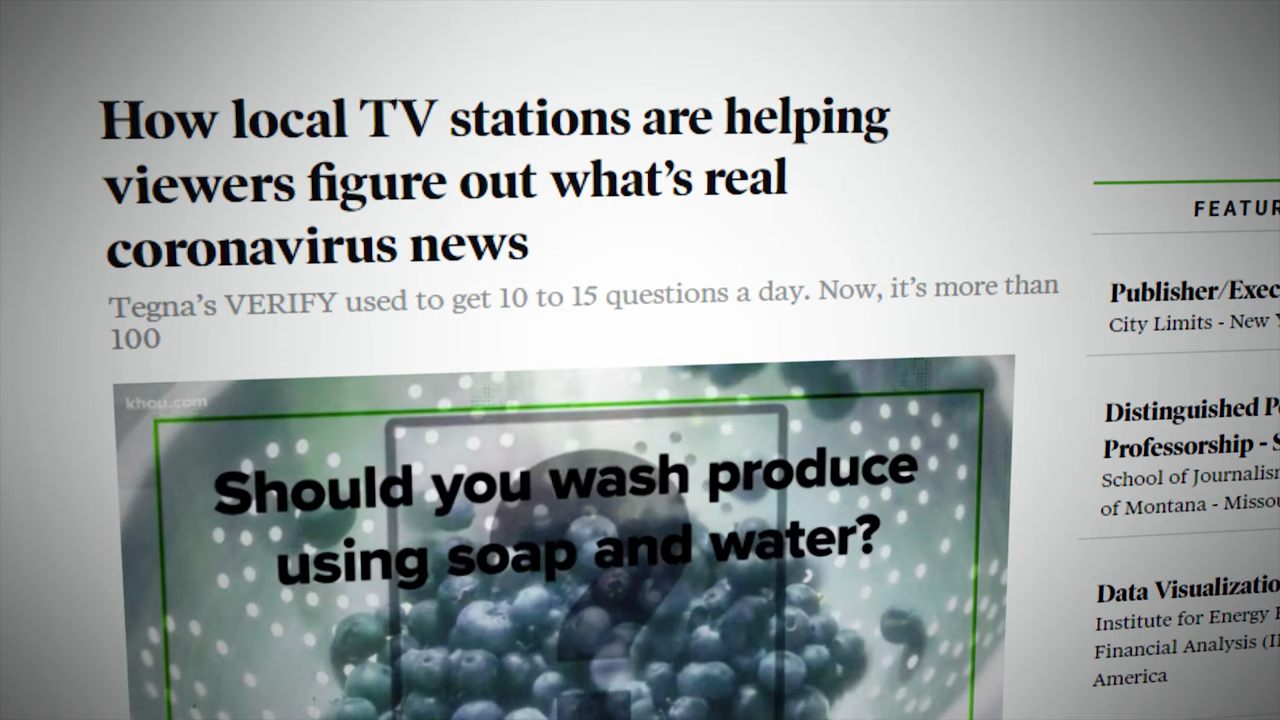 How local TV stations are helping
viewers figure out what's real
coronavirus news
Tegna's VERIFY used to get 10 to 15 questions a day. Now, it's more than
100
khou.com
Should you wash produce
using soap and water?
FEATUR
Publisher/Exec
City Limits - New Y
Distinguished P
Professorship - S
School of Journalis
of Montana - Misso
Data Visualizatio
Institute for Energy
Financial Analysis (I
America